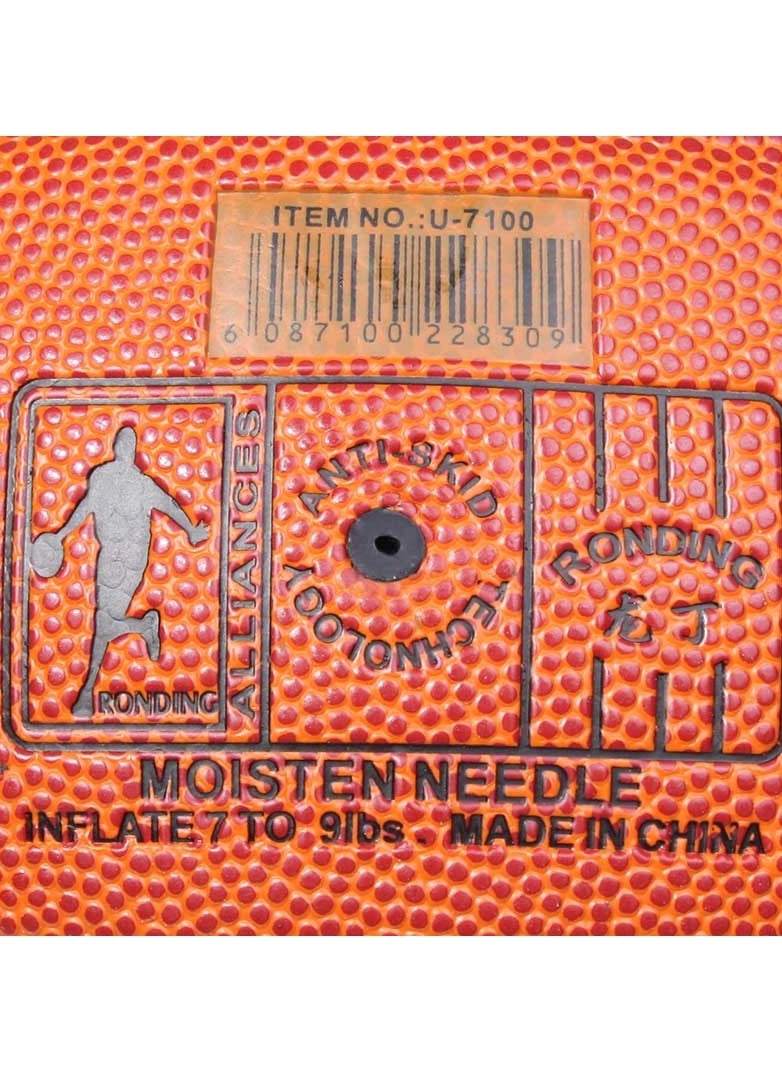 ITEM NO.:U-7100
6 087100 228309
ALLIANCES
RONDING
ANTI-SKID
TECHNOLOGY
RONDING
龙丁
MOISTEN NEEDLE
INFLATE 7 TO 9lbs. MADE IN CHINA